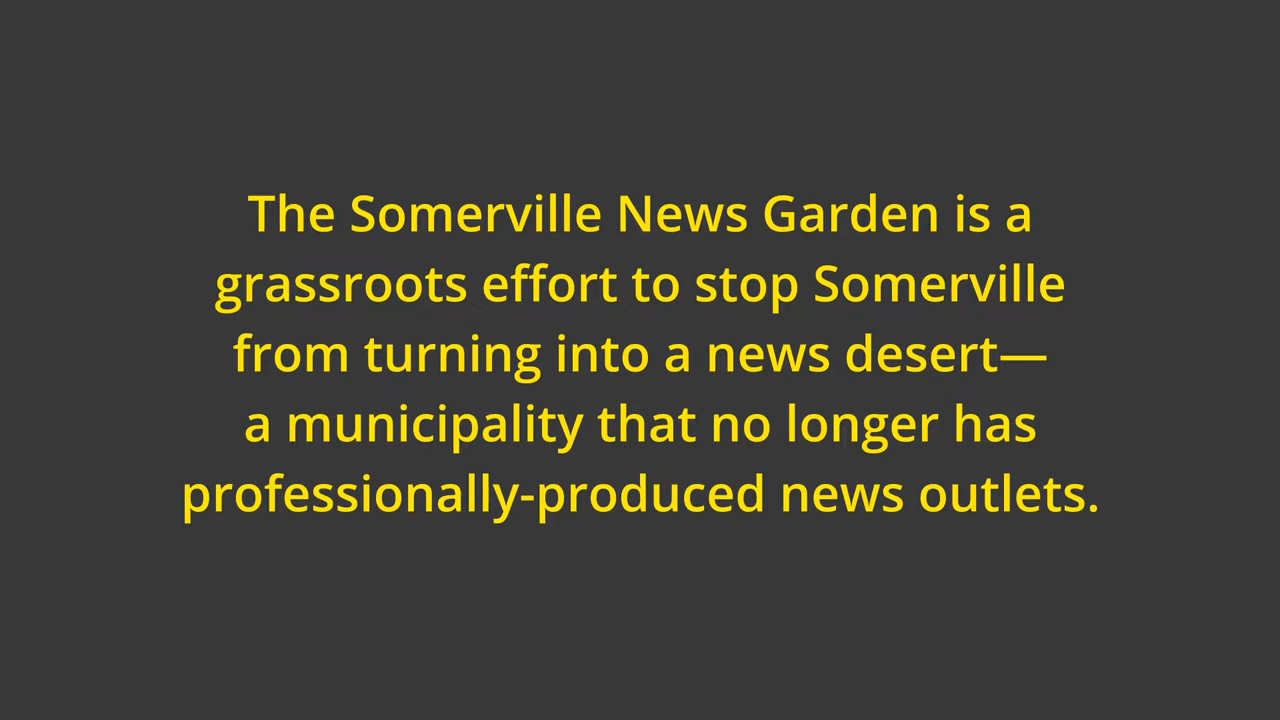 The Somerville News Garden is a
grassroots effort to stop Somerville
from turning into a news desert—
a municipality that no longer has
professionally-produced news outlets.